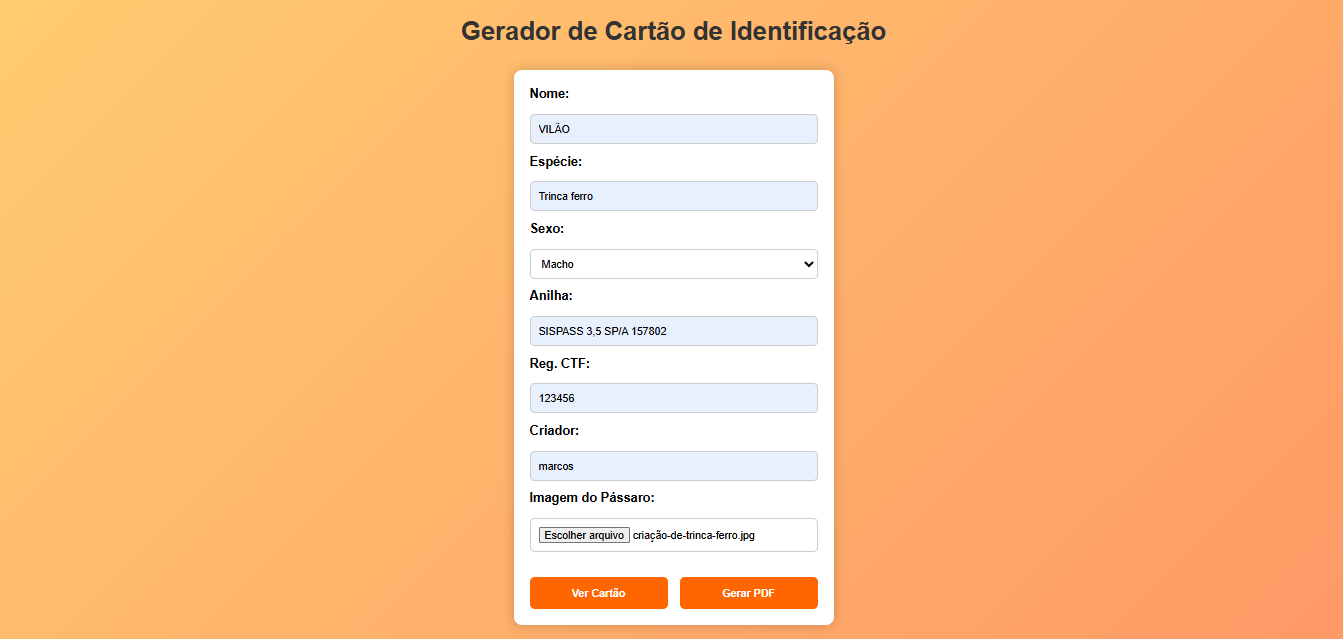 Gerador de Cartão de Identificação
Nome:
VILÃO
Espécie:
Trinca ferro
Sexo:
Macho
Anilha:
SISPASS 3,5 SP/A 157802
Reg. CTF:
123456
Criador:
marcos
Imagem do Pássaro:
Escolher arquivo criação-de-trinca-ferro.jpg
Ver Cartão Gerar PDF